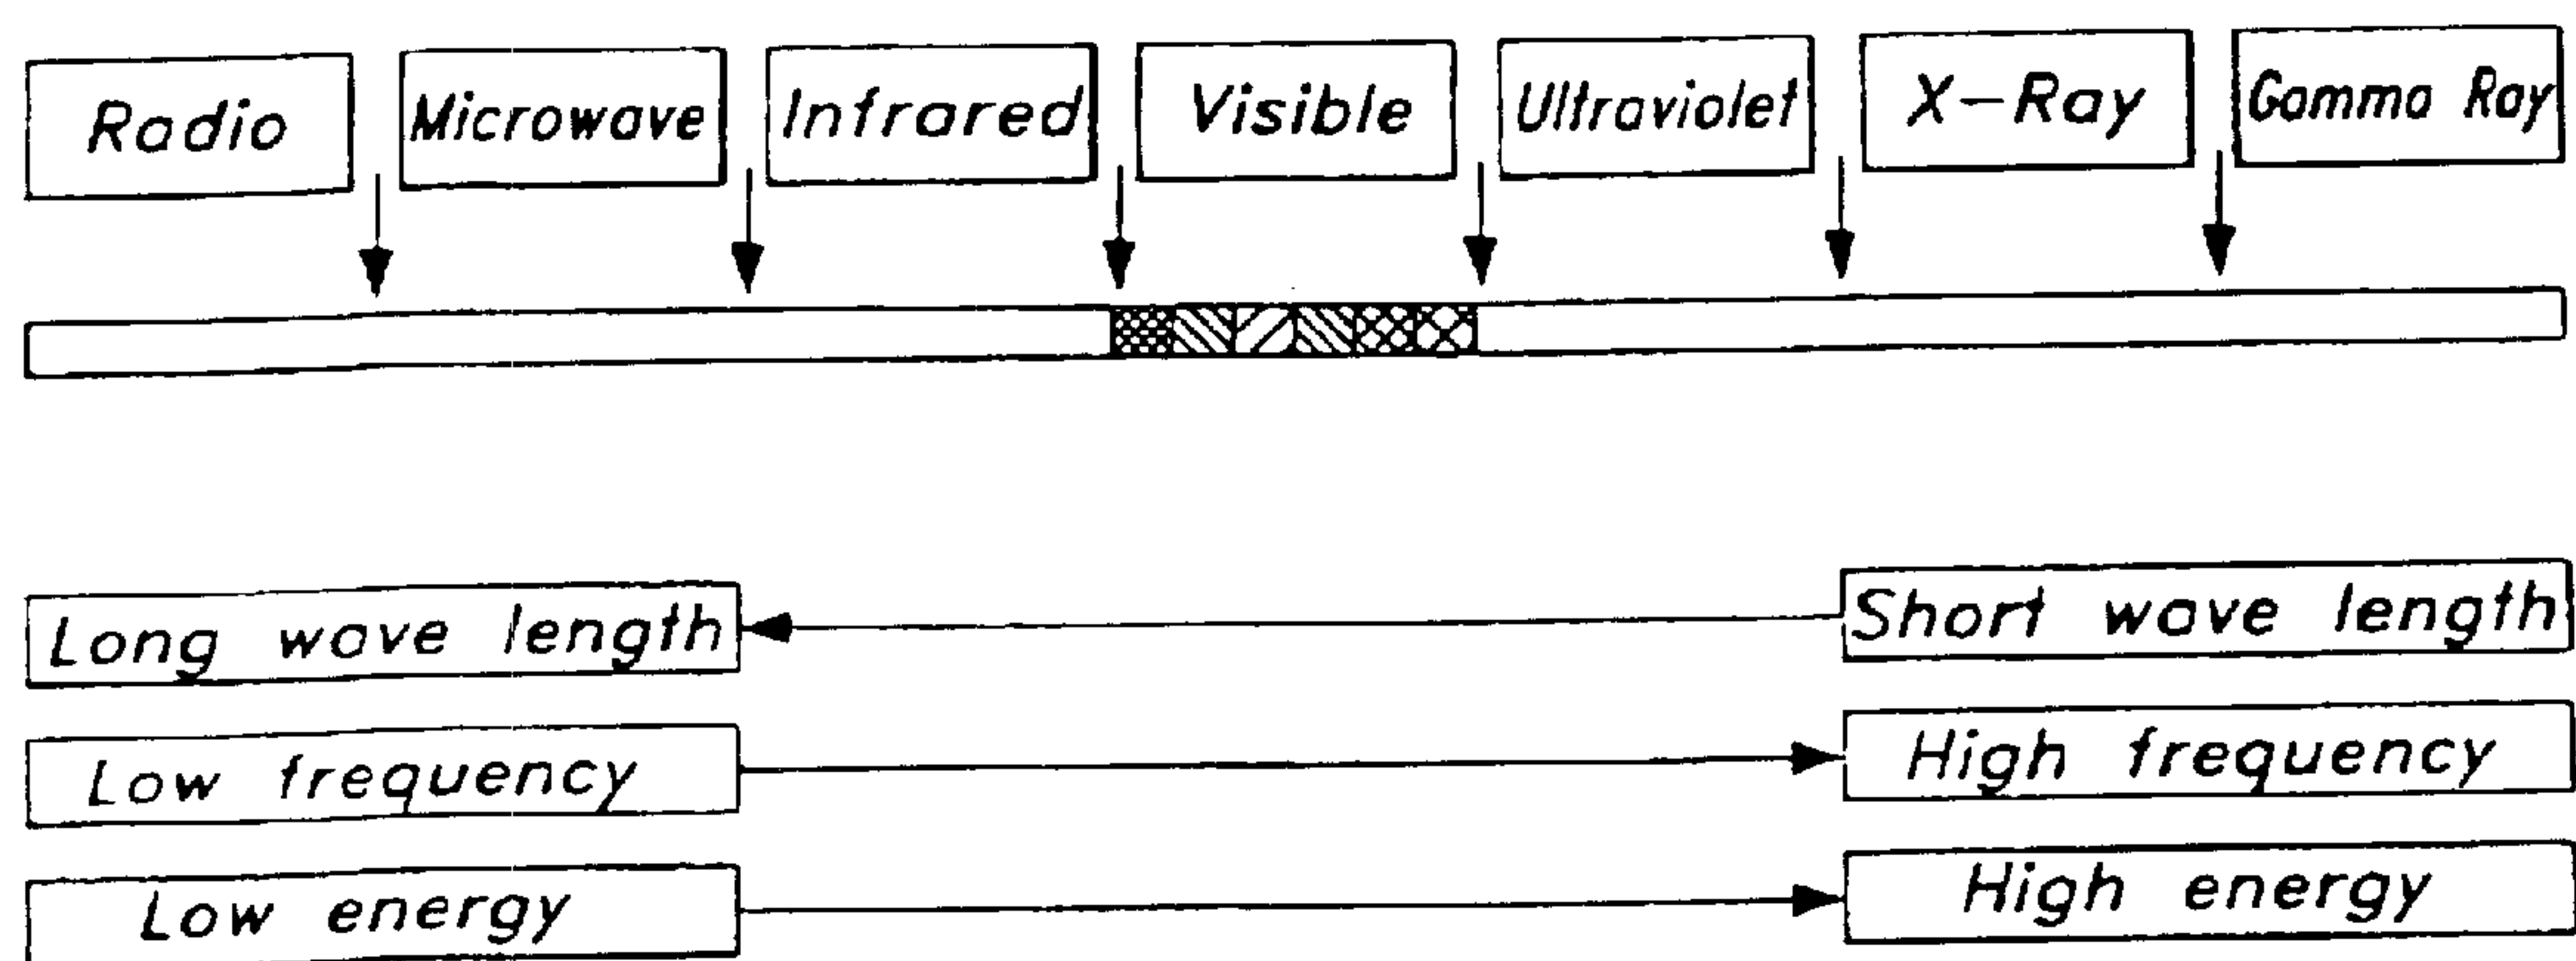 Radio Microwave Infrared Visible Ultraviolet X-Ray Gamma Ray
Long wave length Short wave length
Low frequency High frequency
Low energy High energy